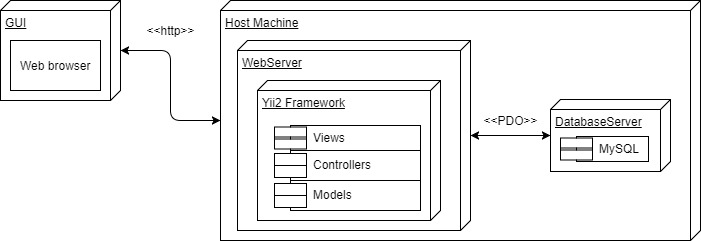 GUI
Web browser
<<http>>
Host Machine
WebServer
Yii2 Framework
Views
Controllers
Models
<<PDO>>
DatabaseServer
MySQL